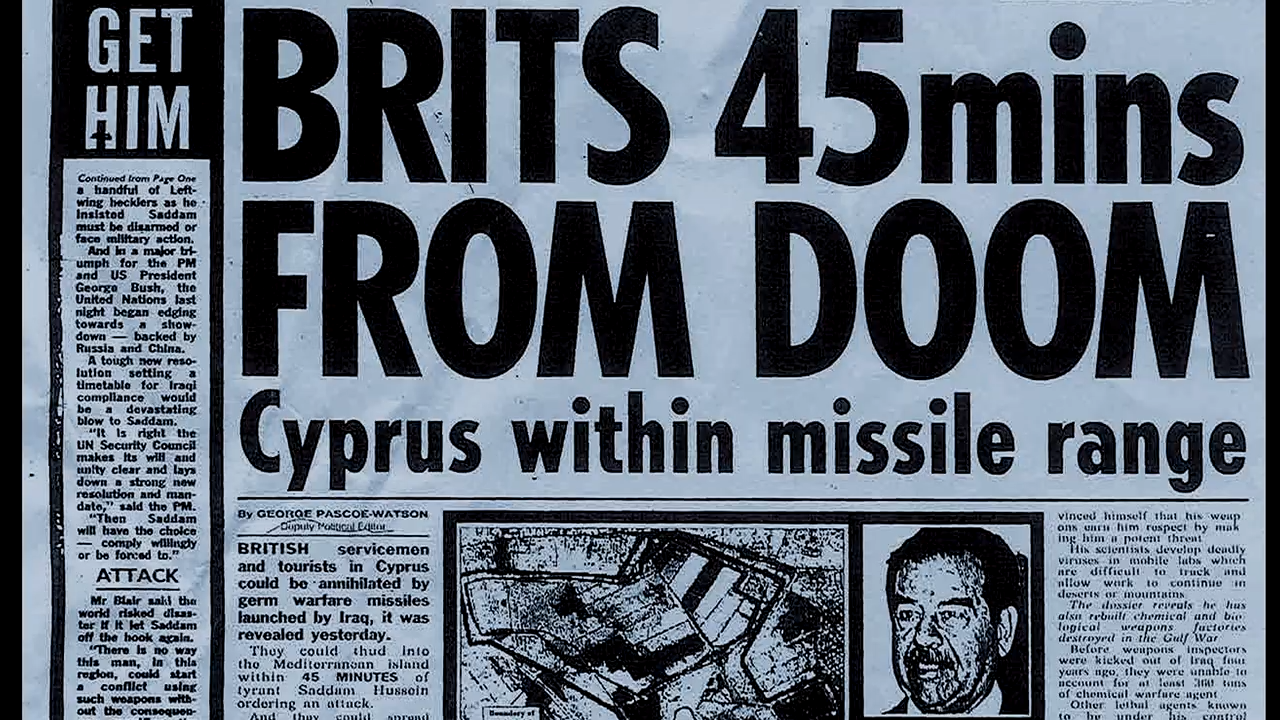 GET
HIM
Continued from Page One
a handful of Left-
wing hecklers as he
insisted Saddam
must be disarmed or
face military action.
And in a major tri-
umph for the PM
and US President
George Bush, the
United Nations last
night began edging
towards a show-
down — backed by
Russia and China.
A tough new reso-
lution setting a
timetable for Iraqi
compliance would
be a devastating
blow to Saddam.
"It is right the
UN Security Council
makes its will and
unity clear and lays
down a strong new
resolution and man-
date," said the PM.
"Then Saddam
will have the choice
— comply willingly
or be forced to."
ATTACK
Mr Blair said the
world risked disas-
ter if it let Saddam
off the hook again.
"There is no way
this man, in this
region, could start
a conflict using
such weapons with-
out the consequen-
BRITS 45mins
FROM DOOM
Cyprus within missile range
By GEORGE PASCOE-WATSON
Deputy Political Editor
BRITISH servicemen
and tourists in Cyprus
could be annihilated by
germ warfare missiles
launched by Iraq, it was
revealed yesterday.
They could thud into
the Mediterranean island
within 45 MINUTES of
tyrant Saddam Hussein
ordering an attack.
And they could spread
Boundary of
vinced himself that his weap
ons earn him respect by mak
ing him a potent threat
His scientists develop deadly
viruses in mobile labs which
are difficult to track and
allow work to continue in
deserts or mountains.
The dossier reveals he has
also rebuilt chemical and bio-
logical weapons factories
destroyed in the Gulf War
Before weapons inspectors
were kicked out of Iraq four
years ago, they were unable to
account for at least 360 tons
of chemical warfare agent
Other lethal agents known